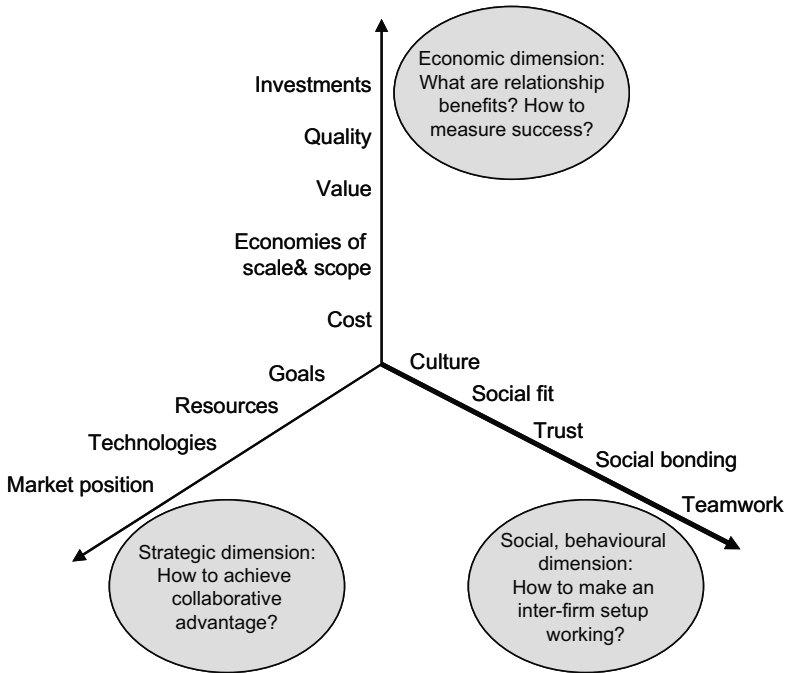 Economic dimension:
What are relationship
benefits? How to
measure success?
Investments
Quality
Value
Economies of
scale& scope
Cost
Goals
Resources
Technologies
Market position
Culture
Social fit
Trust
Social bonding
Teamwork
Strategic dimension:
How to achieve
collaborative
advantage?
Social, behavioural
dimension:
How to make an
inter-firm setup
working?